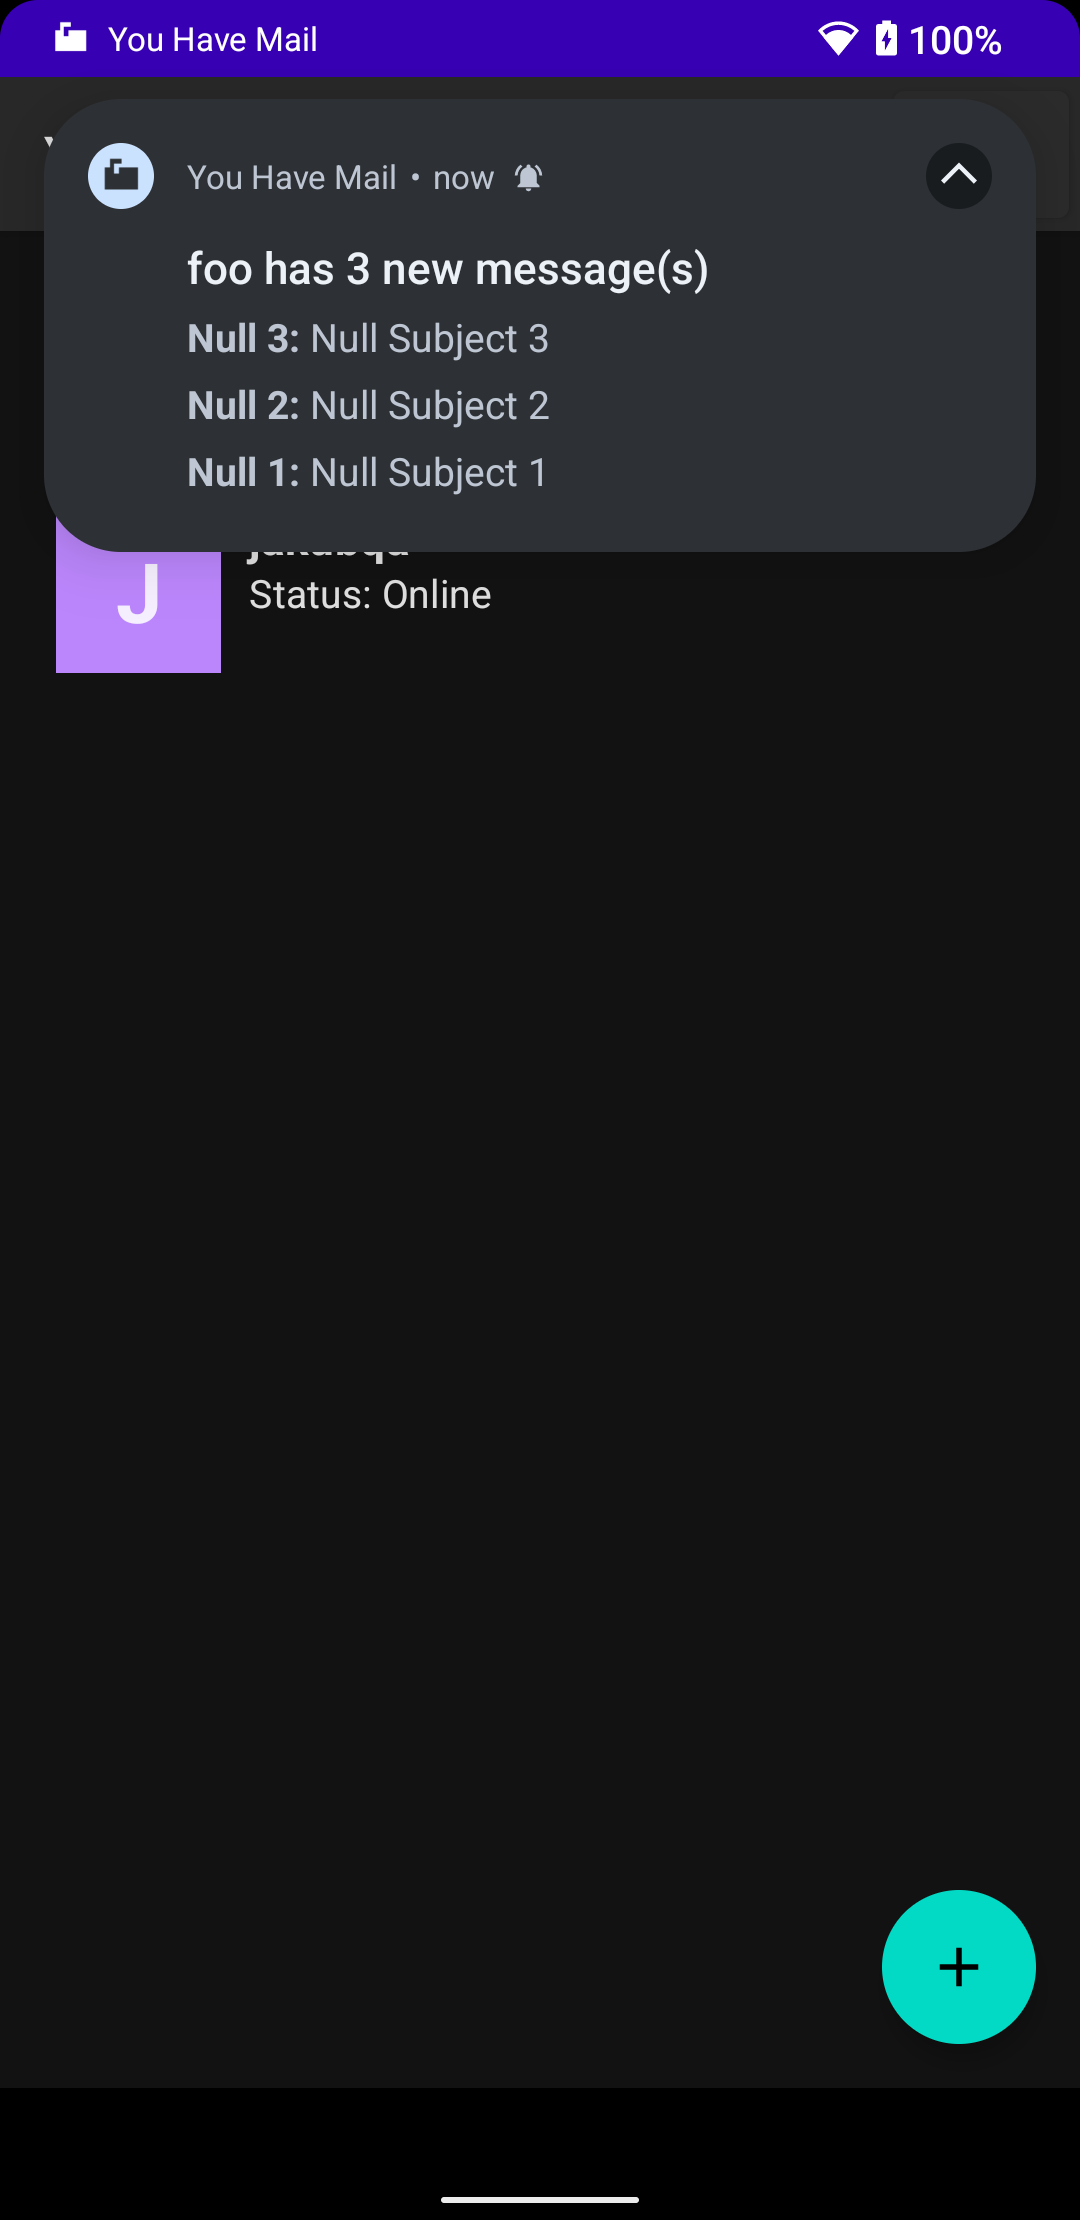 You Have Mail 100%
You Have Mail • now
foo has 3 new message(s)
Null 3: Null Subject 3
Null 2: Null Subject 2
Null 1: Null Subject 1
J
Status: Online